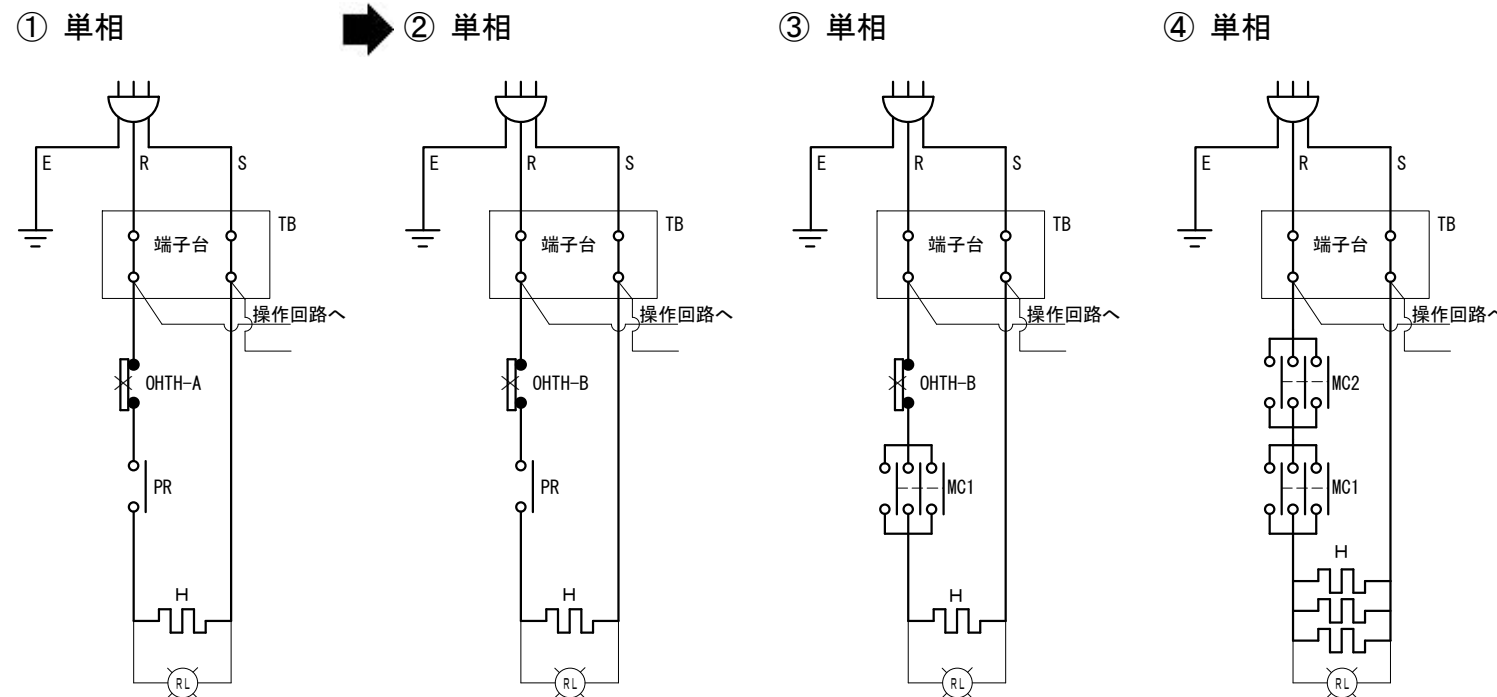 ① 単相
② 単相
③ 単相
④ 単相
E R S
E R S
E R S
E R S
TB
TB
TB
TB
端子台
端子台
端子台
端子台
操作回路へ
操作回路へ
操作回路へ
操作回路へ
OHTH-A
OHTH-B
OHTH-B
MC2
PR
PR
MC1
MC1
H
H
H
H
RL
RL
RL
RL